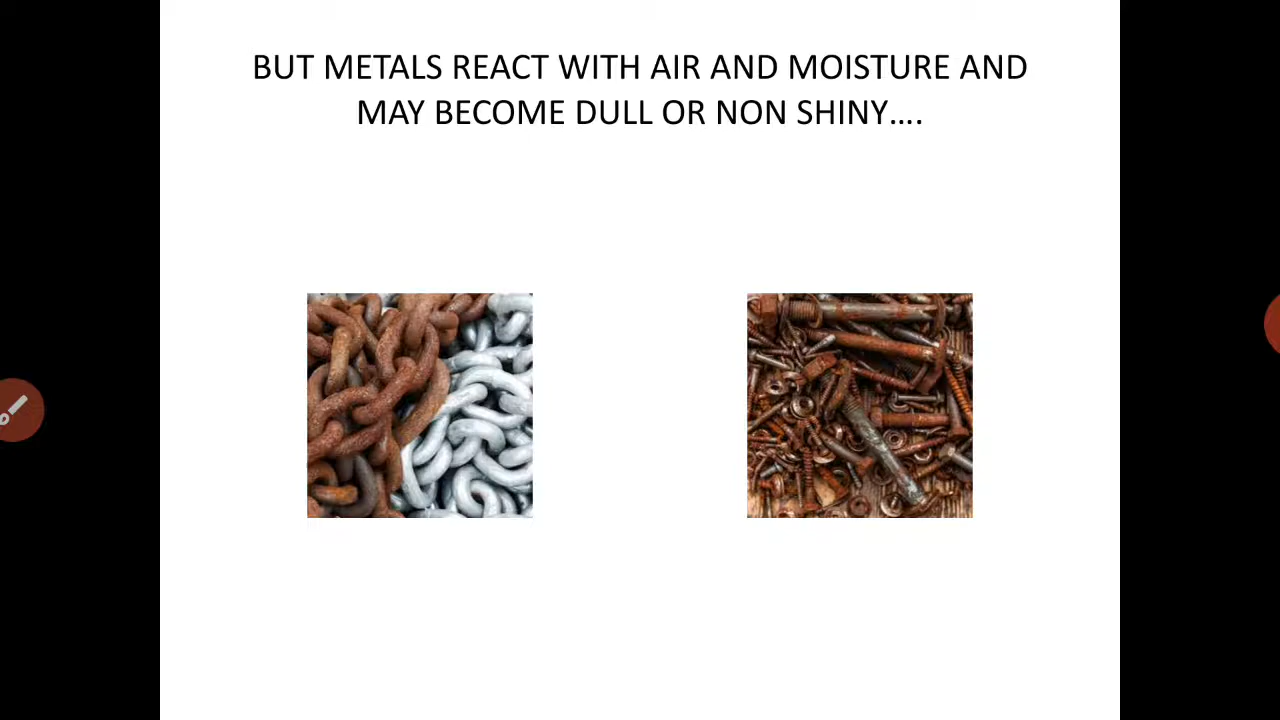 BUT METALS REACT WITH AIR AND MOISTURE AND
MAY BECOME DULL OR NON SHINY....